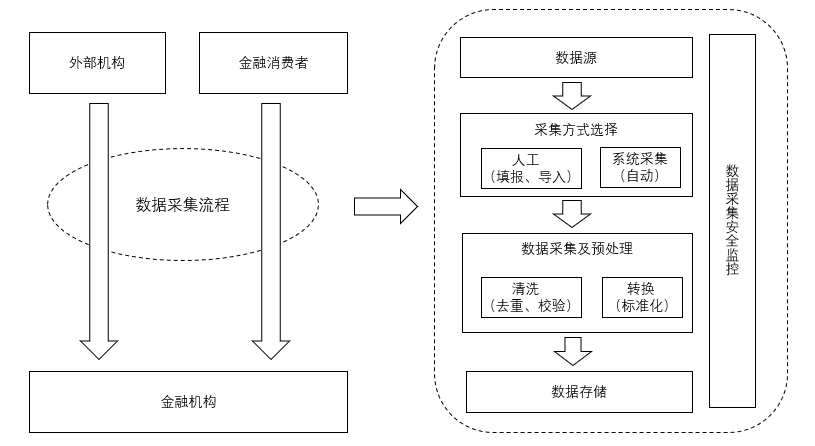 外部机构
金融消费者
数据采集流程
金融机构
数据源
采集方式选择
人工
（填报、导入）
系统采集
（自动）
数据采集及预处理
清洗
（去重、校验）
转换
（标准化）
数据存储
数据采集安全监控